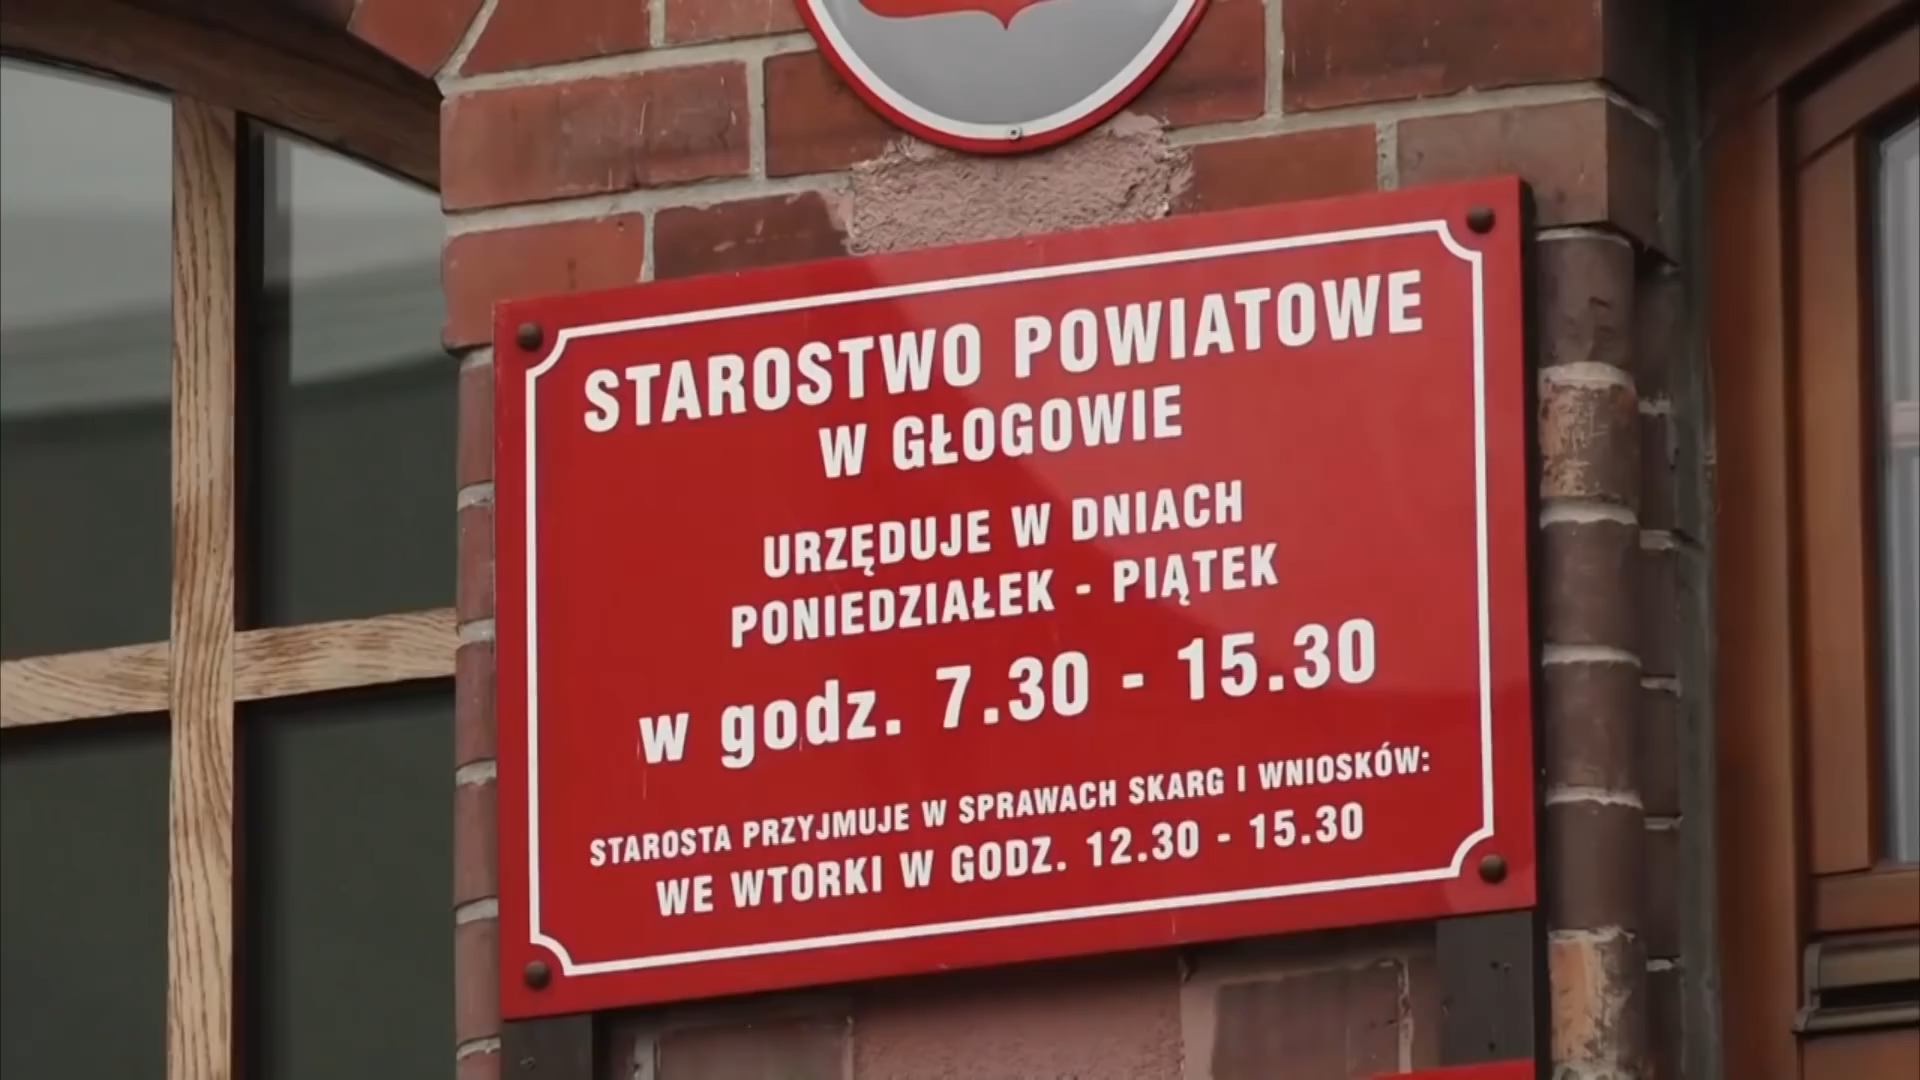 STAROSTWO POWIATOWE
W GŁOGOWIE
URZĘDUJE W DNIACH
PONIEDZIAŁEK - PIĄTEK
w godz. 7.30 - 15.30
STAROSTA PRZYJMUJE W SPRAWACH SKARG I WNIOSKÓW:
WE WTORKI W GODZ. 12.30 - 15.30